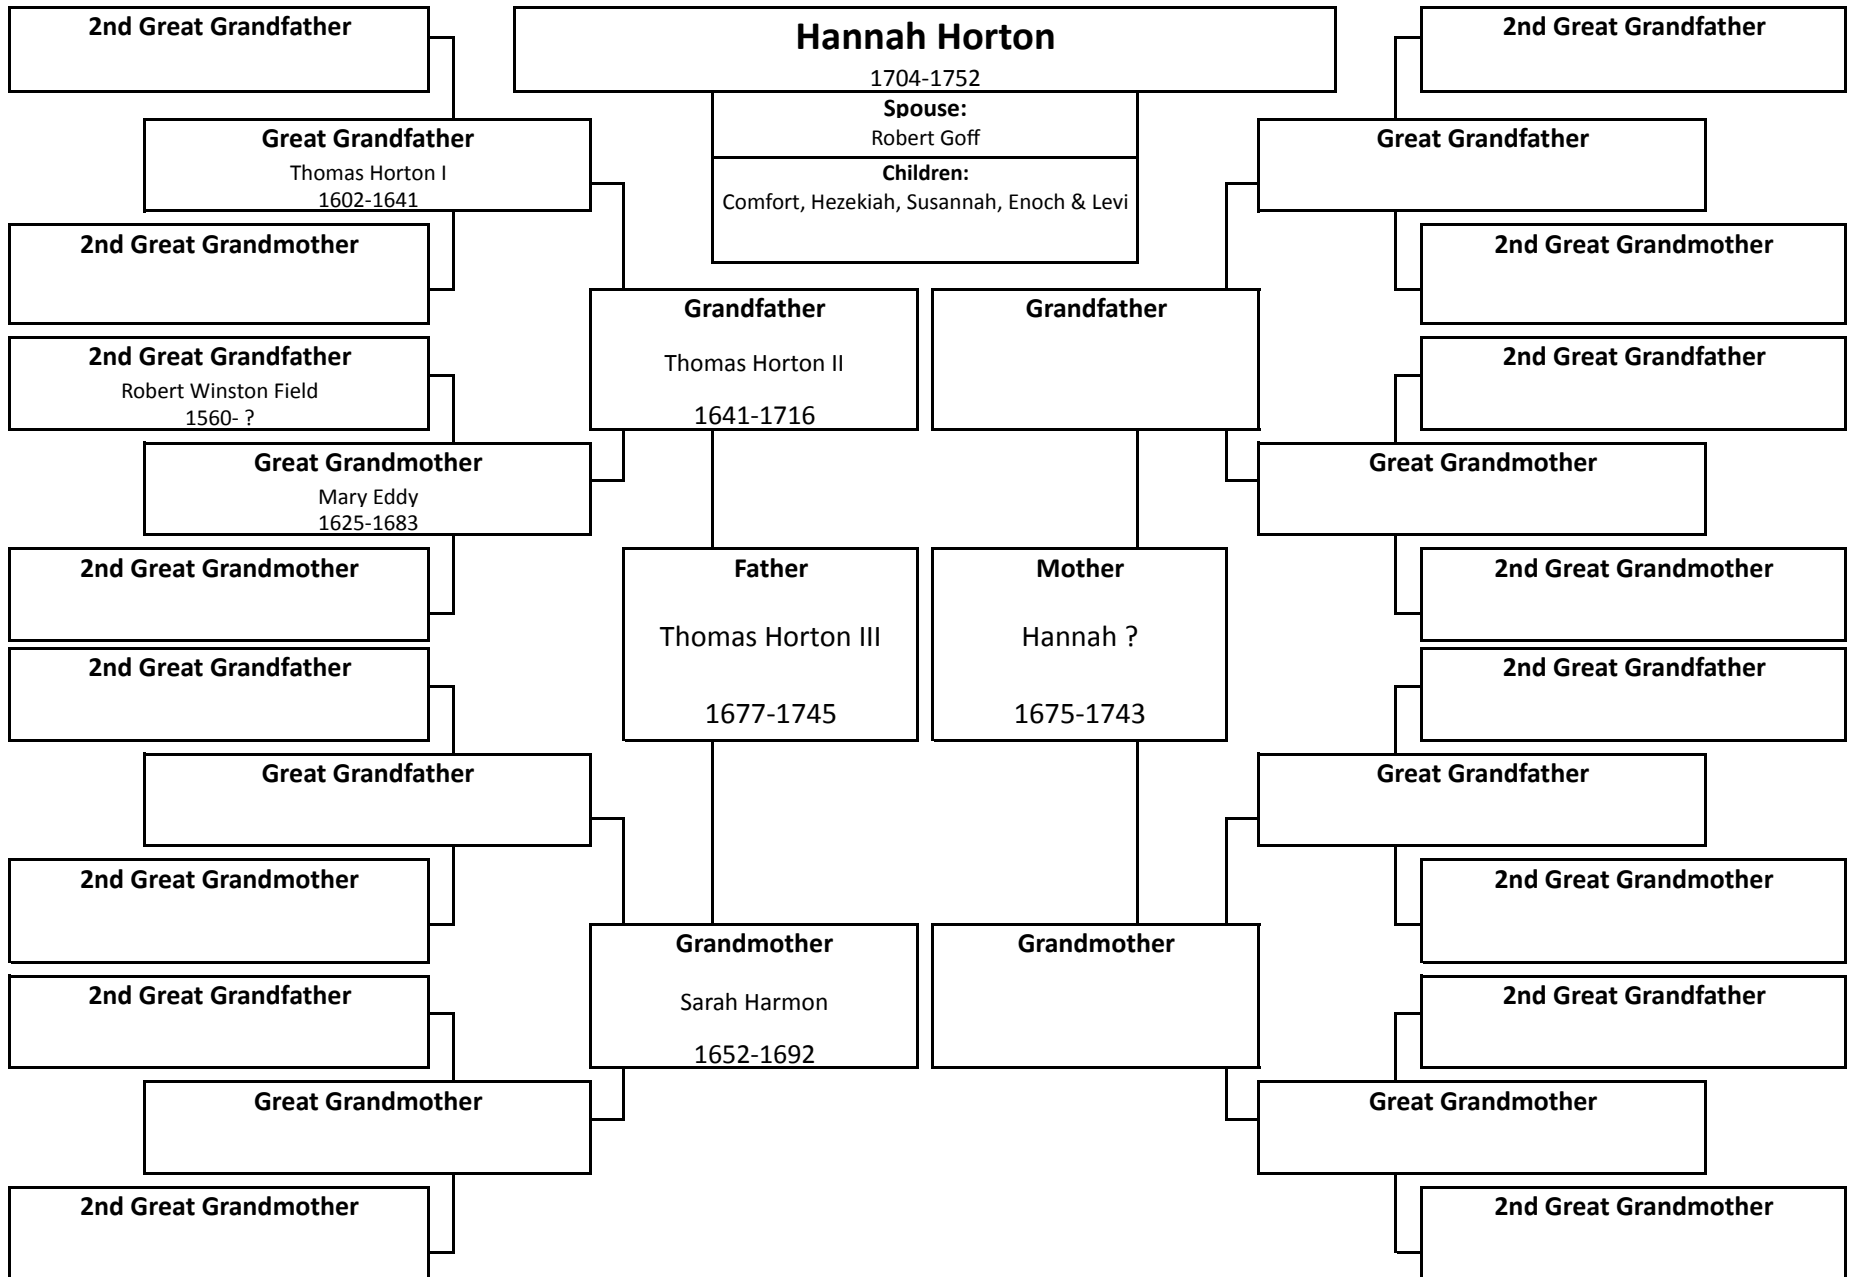 Hannah Horton
1704-1752
Spouse:
Robert Goff
Children:
Comfort, Hezekiah, Susannah, Enoch & Levi
2nd Great Grandfather
Great Grandfather
Thomas Horton I
1602-1641
2nd Great Grandmother
2nd Great Grandfather
Robert Winston Field
1560- ?
Great Grandmother
Mary Eddy
1625-1683
2nd Great Grandmother
2nd Great Grandfather
Great Grandfather
2nd Great Grandmother
2nd Great Grandfather
Great Grandmother
2nd Great Grandmother
Grandfather
Thomas Horton II
1641-1716
Father
Thomas Horton III
1677-1745
Grandmother
Sarah Harmon
1652-1692
Grandfather
Mother
Hannah ?
1675-1743
Grandmother
2nd Great Grandfather
Great Grandfather
2nd Great Grandmother
2nd Great Grandfather
Great Grandmother
2nd Great Grandmother
2nd Great Grandfather
Great Grandfather
2nd Great Grandmother
2nd Great Grandfather
Great Grandmother
2nd Great Grandmother